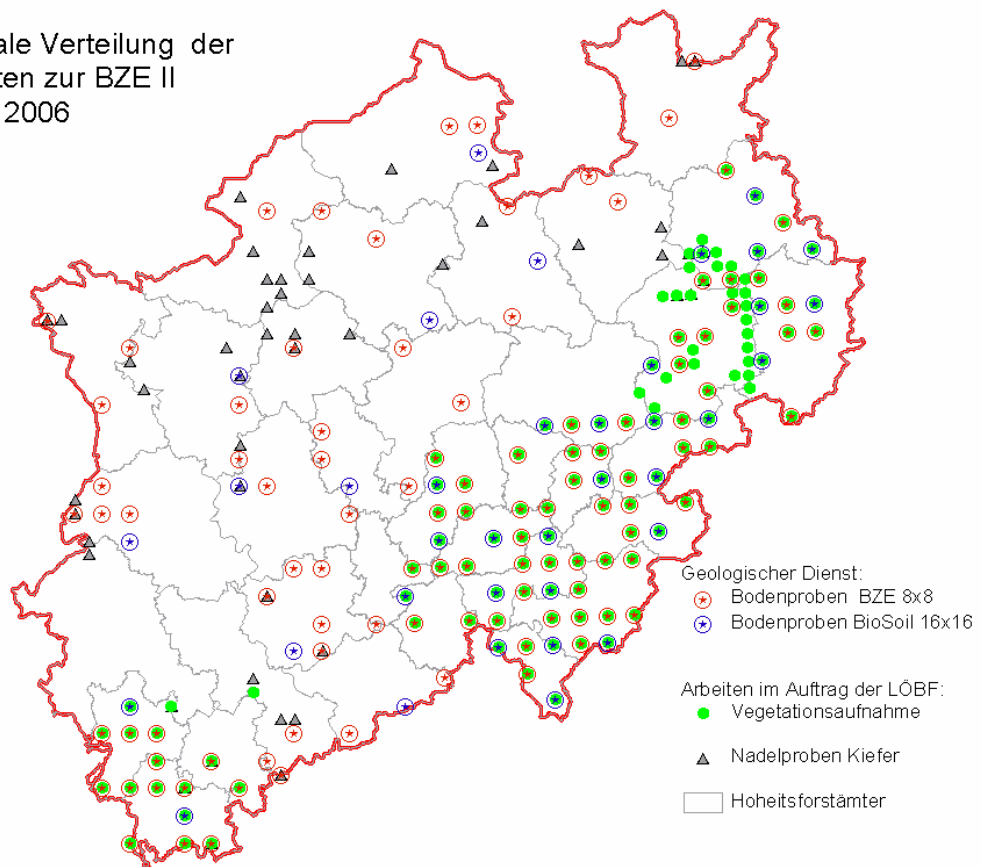 ale Verteilung der
ten zur BZE II
2006
Geologischer Dienst:
Bodenproben BZE 8x8
Bodenproben BioSoil 16x16
Arbeiten im Auftrag der LÖBF:
Vegetationsaufnahme
Nadelproben Kiefer
Hoheitsforstämter